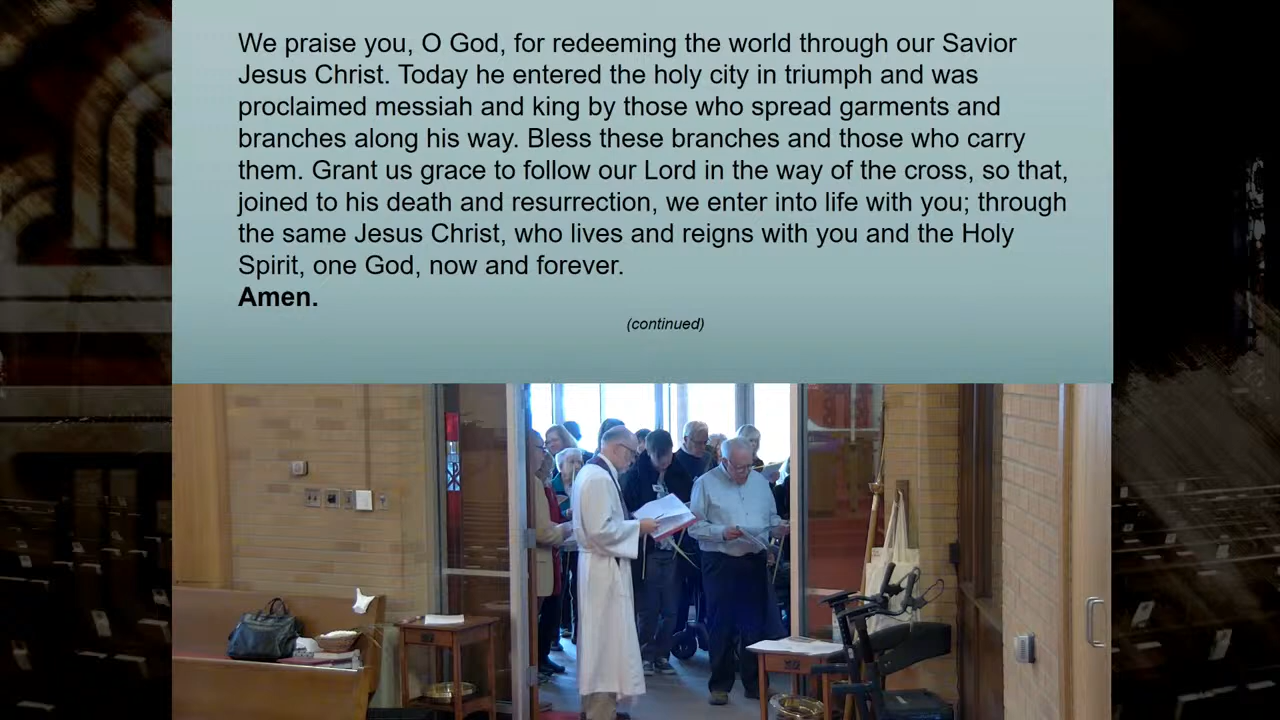 We praise you, O God, for redeeming the world through our Savior
Jesus Christ. Today he entered the holy city in triumph and was
proclaimed messiah and king by those who spread garments and
branches along his way. Bless these branches and those who carry
them. Grant us grace to follow our Lord in the way of the cross, so that,
joined to his death and resurrection, we enter into life with you; through
the same Jesus Christ, who lives and reigns with you and the Holy
Spirit, one God, now and forever.
Amen.
(continued)